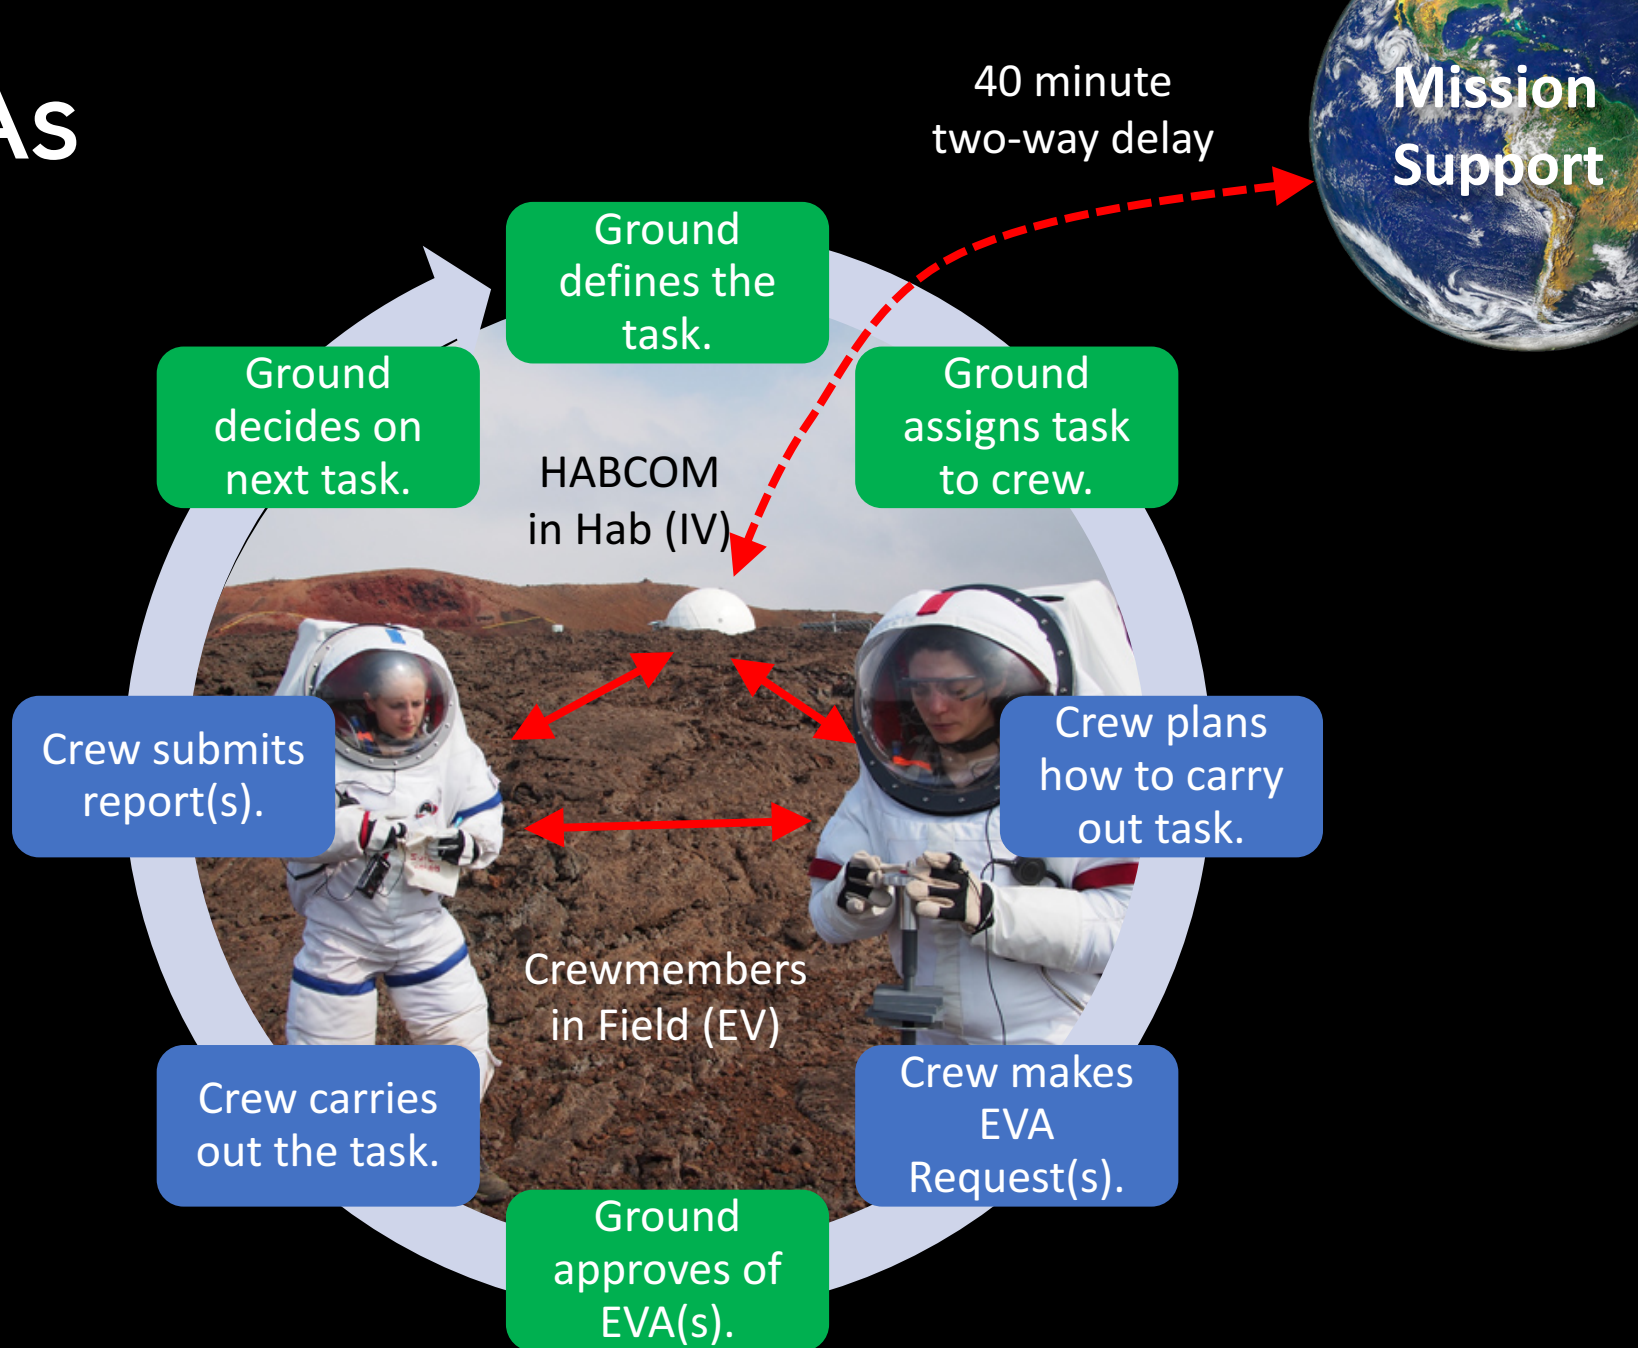 As
40 minute
two-way delay
Mission
Support
Ground
defines the
task.
Ground
assigns task
to crew.
Crew plans
how to carry
out task.
Crew makes
EVA
Request(s).
Ground
approves of
EVA(s).
Crew carries
out the task.
Crew submits
report(s).
Ground
decides on
next task.
HABCOM
in Hab (IV)
Crewmembers
in Field (EV)